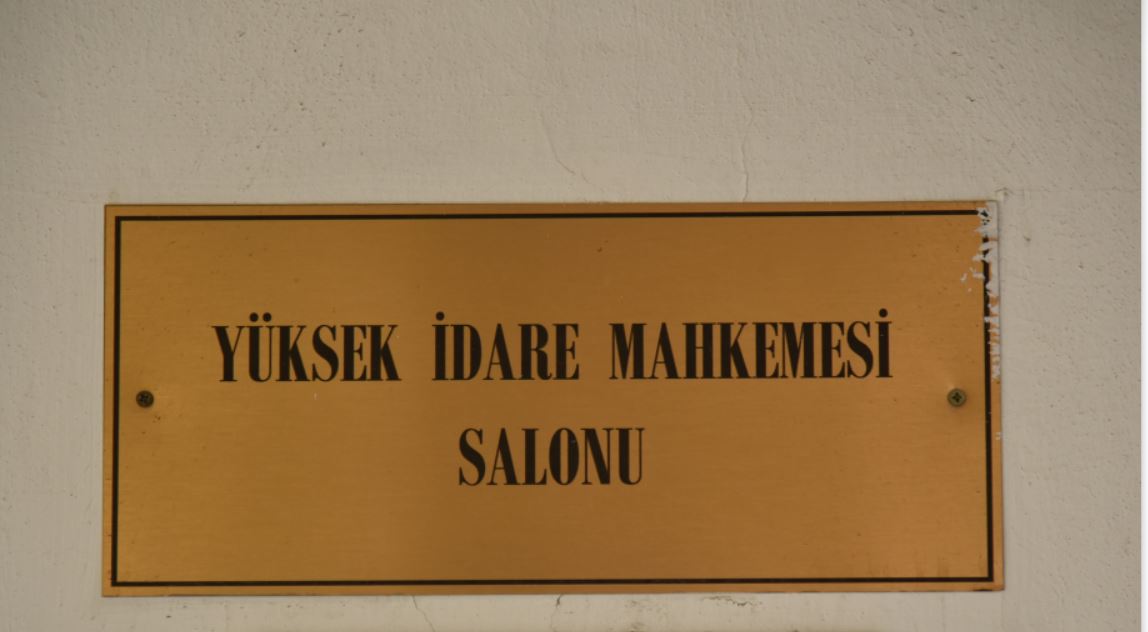 YÜKSEK İDARE MAHKEMESİ
SALONU